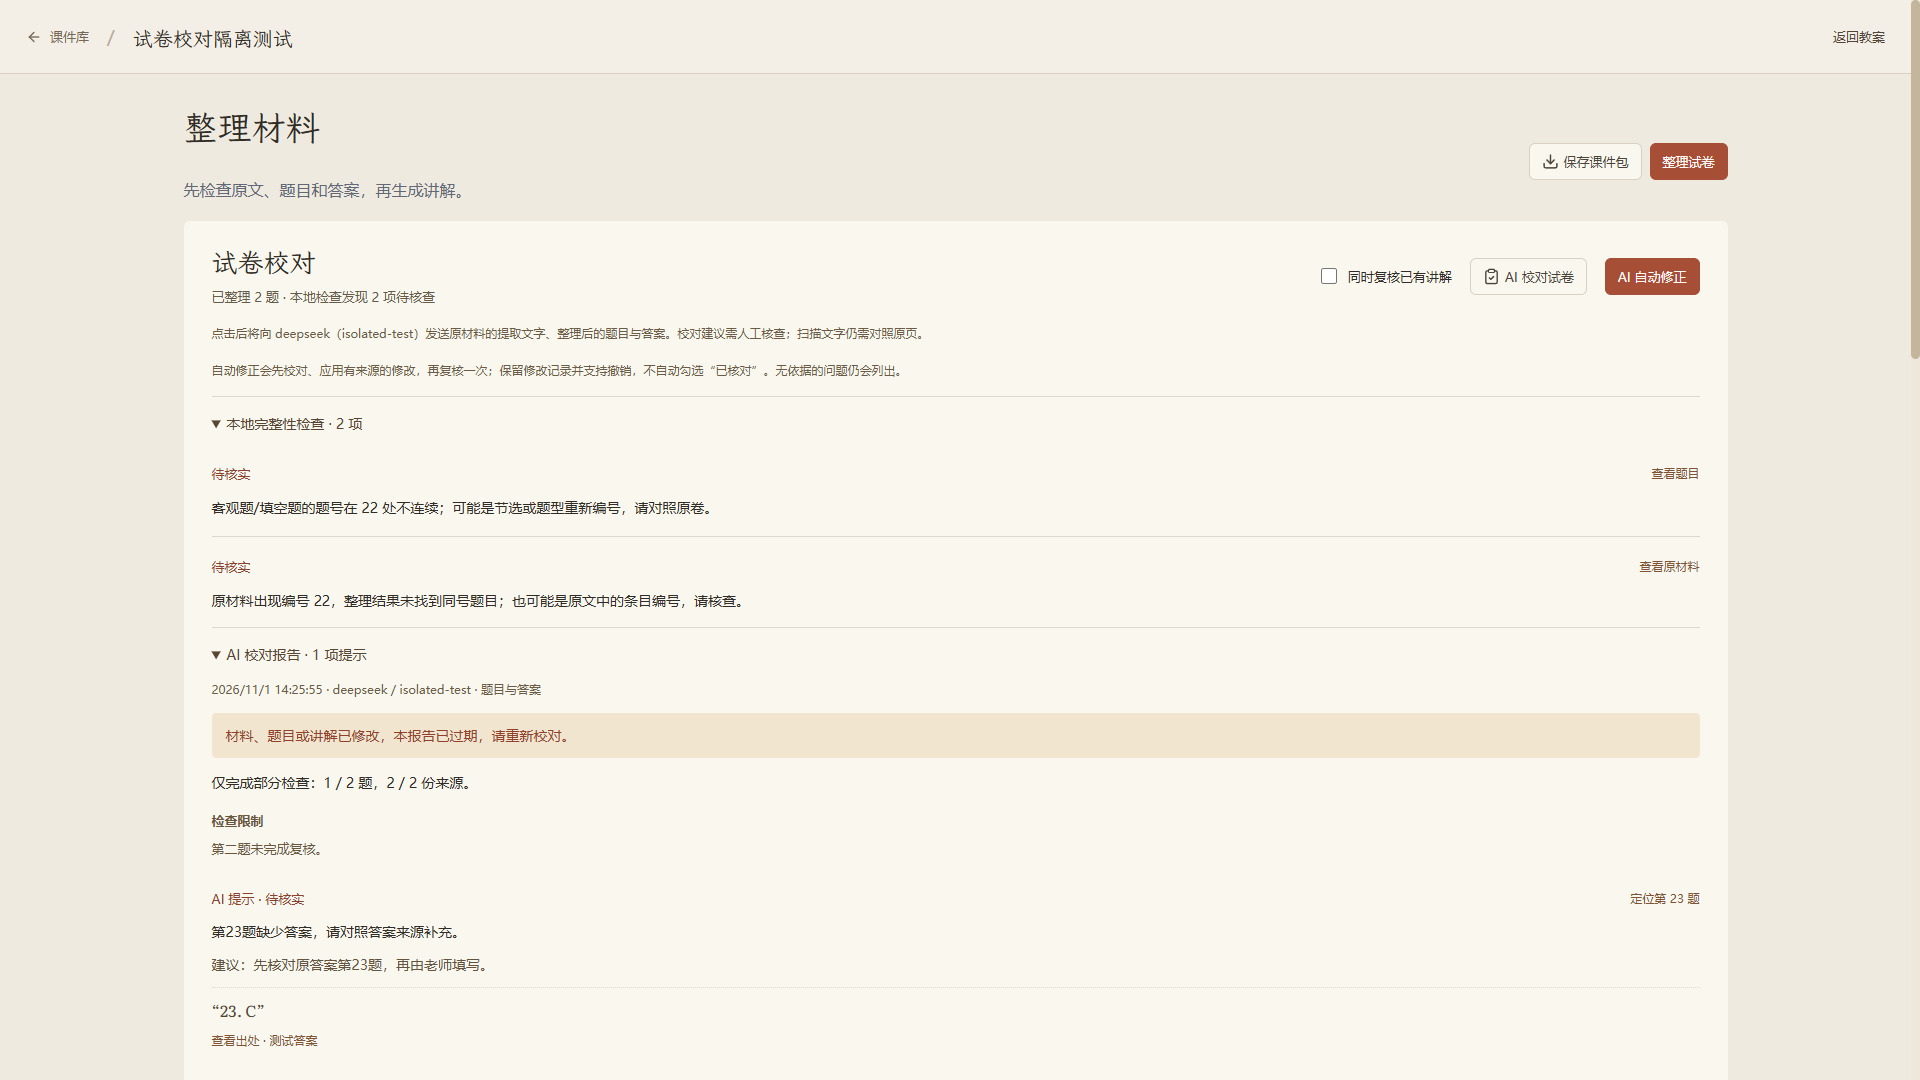 课件库 / 试卷校对隔离测试
返回教案
整理材料
先检查原文、题目和答案，再生成讲解。
保存课件包
整理试卷
试卷校对
已整理 2 题 · 本地检查发现 2 项待核查
同时复核已有讲解
AI 校对试卷
AI 自动修正
点击后将向 deepseek（isolated-test）发送原材料的提取文字、整理后的题目与答案。校对建议需人工核查；扫描文字仍需对照原页。
自动修正会先校对、应用有来源的修改，再复核一次；保留修改记录并支持撤销，不自动勾选“已核对”。无依据的问题仍会列出。
本地完整性检查 · 2 项
待核实
查看题目
客观题/填空题的题号在 22 处不连续；可能是节选或题型重新编号，请对照原卷。
待核实
查看原材料
原材料出现编号 22，整理结果未找到同号题目；也可能是原文中的条目编号，请核查。
AI 校对报告 · 1 项提示
2026/11/1 14:25:55 · deepseek / isolated-test · 题目与答案
材料、题目或讲解已修改，本报告已过期，请重新校对。
仅完成部分检查：1 / 2 题，2 / 2 份来源。
检查限制
第二题未完成复核。
AI 提示 · 待核实
定位第 23 题
第23题缺少答案，请对照答案来源补充。
建议：先核对原答案第23题，再由老师填写。
“23. C”
查看出处 · 测试答案